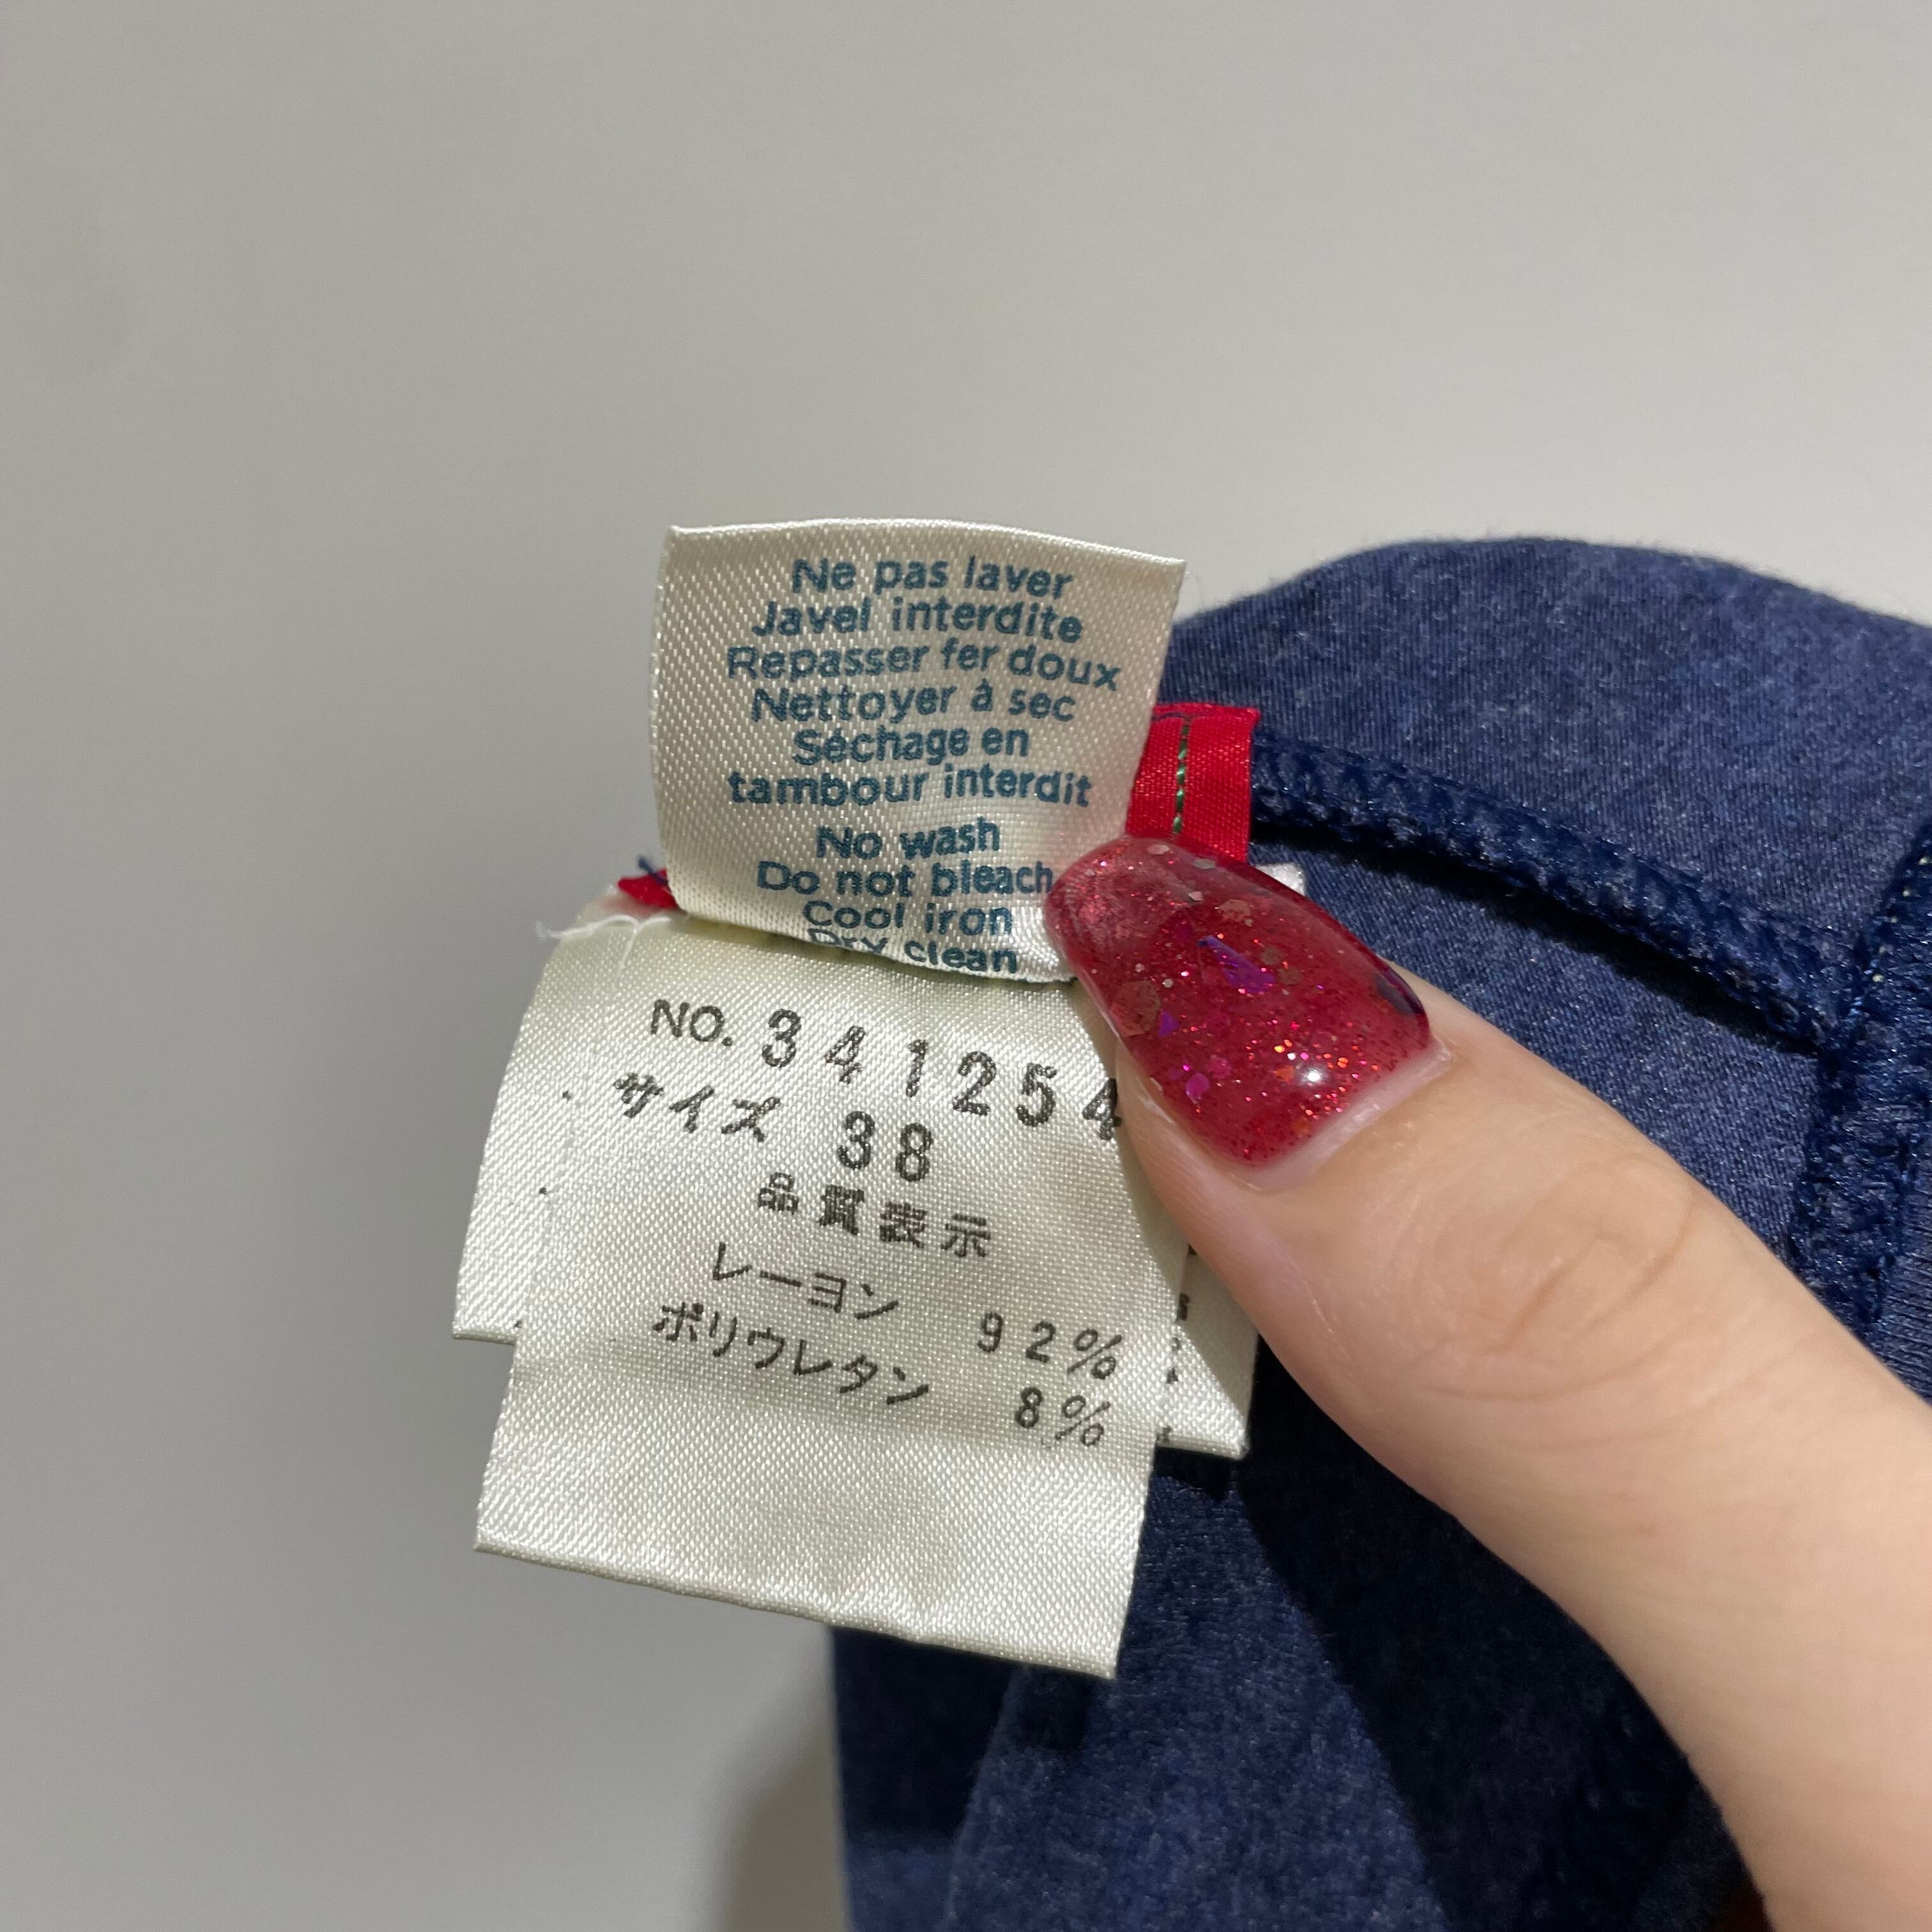 Ne pas laver
Javel interdite
Repasser fer doux
Nettoyer à sec
Séchage en
tambour interdit
No wash
Do not bleach
Cool iron
Dry clean
NO. 341254
サイズ 38
品質表示
レーヨン 92%
ポリウレタン 8%